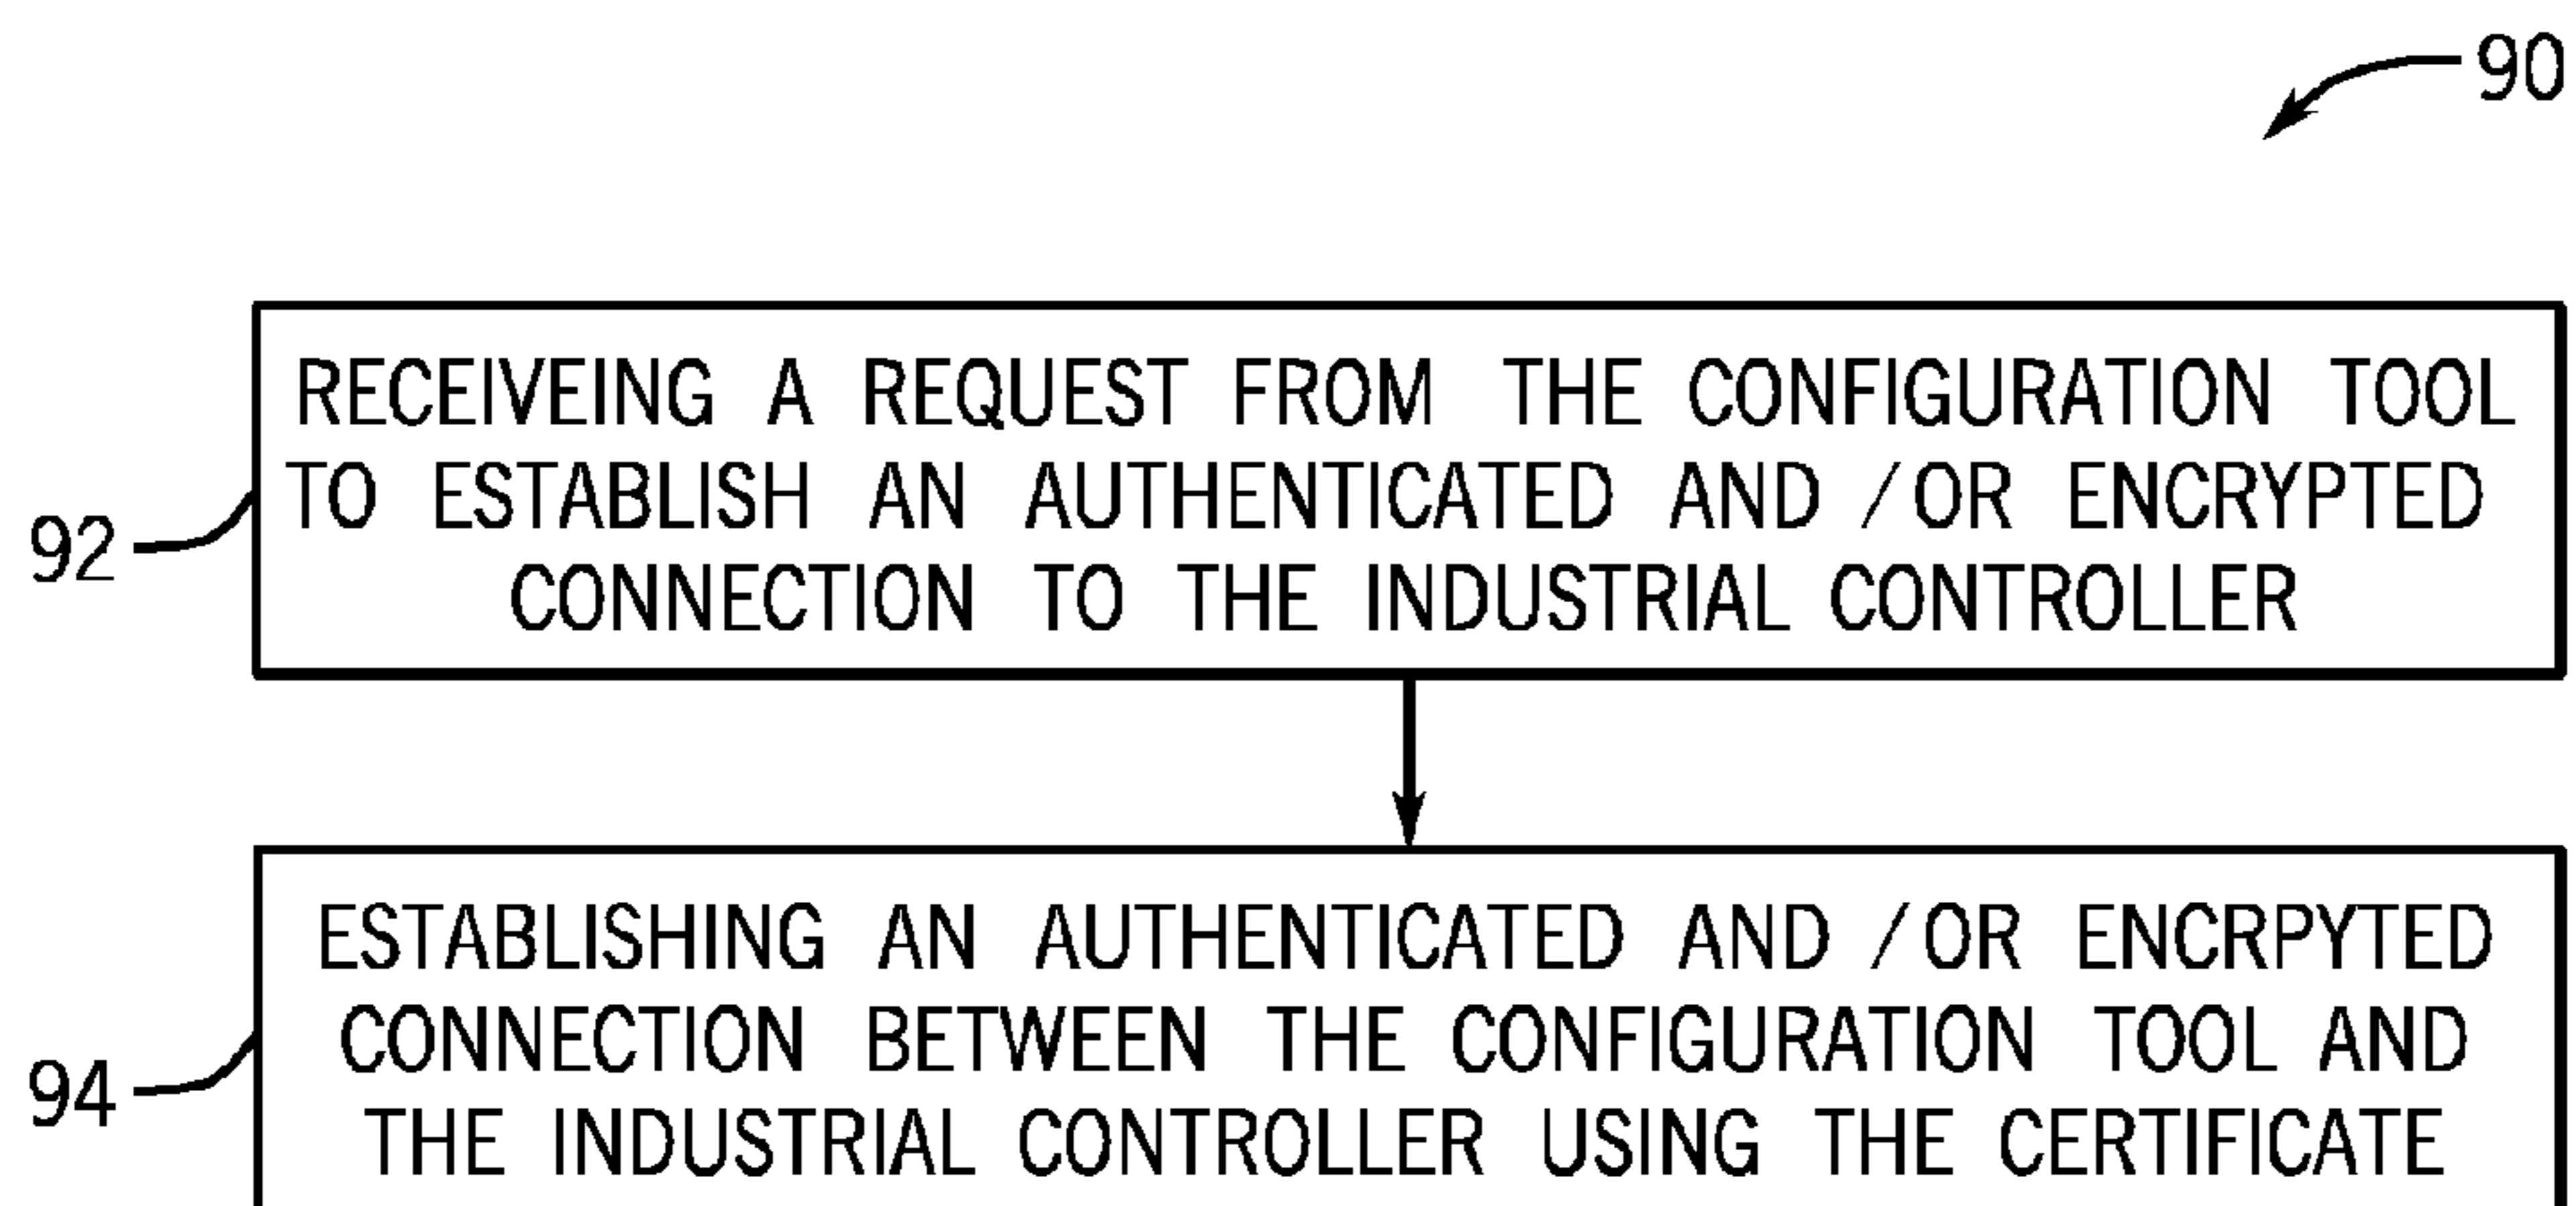 90
RECEIVEING A REQUEST FROM THE CONFIGURATION TOOL
TO ESTABLISH AN AUTHENTICATED AND /OR ENCRYPTED
CONNECTION TO THE INDUSTRIAL CONTROLLER
92
ESTABLISHING AN AUTHENTICATED AND /OR ENCRPYTED
CONNECTION BETWEEN THE CONFIGURATION TOOL AND
THE INDUSTRIAL CONTROLLER USING THE CERTIFICATE
94